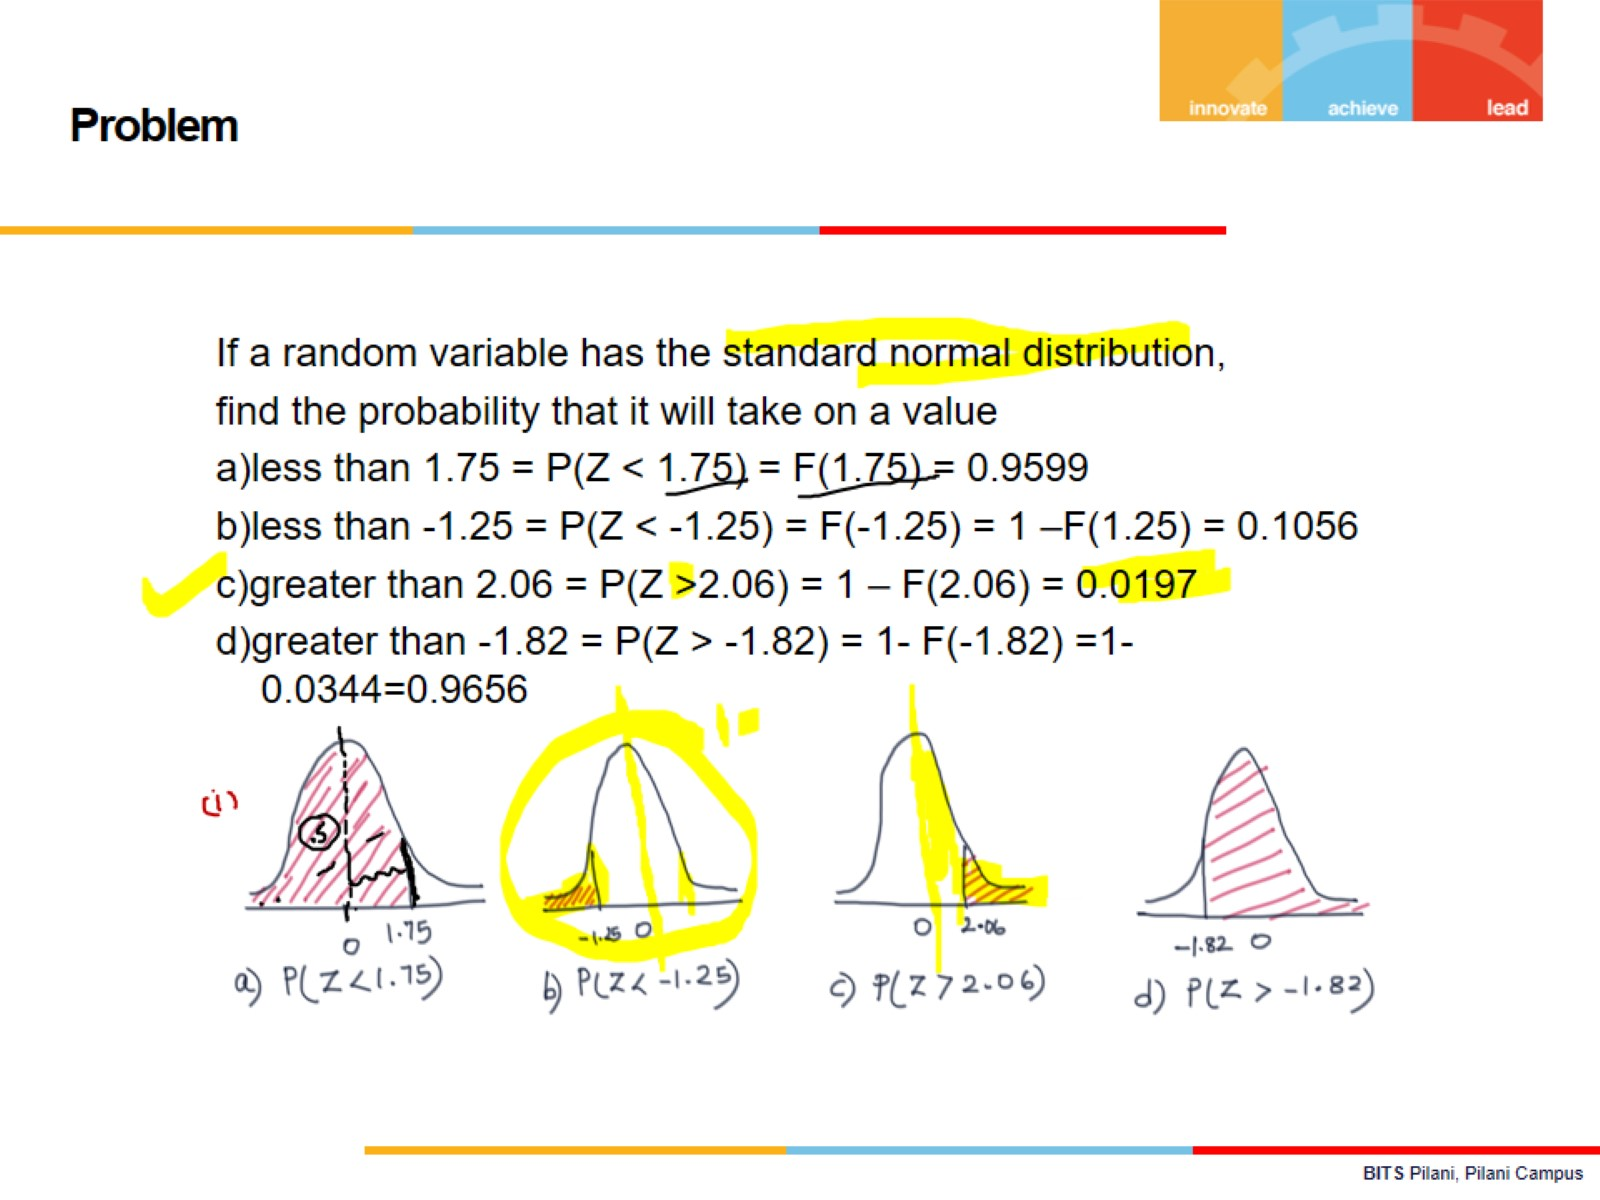 innovate achieve lead
Problem
If a random variable has the standard normal distribution,
find the probability that it will take on a value
a)less than 1.75 = P(Z < 1.75) = F(1.75) = 0.9599
b)less than -1.25 = P(Z < -1.25) = F(-1.25) = 1 –F(1.25) = 0.1056
c)greater than 2.06 = P(Z >2.06) = 1 – F(2.06) = 0.0197
d)greater than -1.82 = P(Z > -1.82) = 1- F(-1.82) =1-
0.0344=0.9656
(i)
.5
0 1.75
-1.25 0
0 2.06
-1.82 0
a) P(Z<1.75)
b) P(Z< -1.25)
c) P(Z>2.06)
d) P(Z > -1.82)
BITS Pilani, Pilani Campus